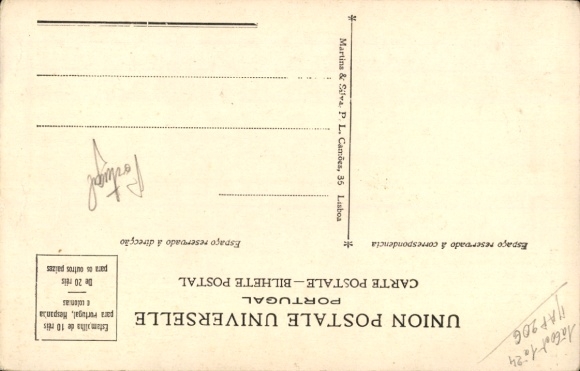 UNION POSTALE UNIVERSELLE
PORTUGAL
CARTE POSTALE—BILHETE POSTAL
Estampilha de 10 réis
para Portugal, Hespanha
e colonias
De 20 réis
para os outros paizes
Espaço reservado á correspondencia
Espaço reservado á direcção
Martins & Silva. P. L. Camões, 35 Lisboa
Portugal